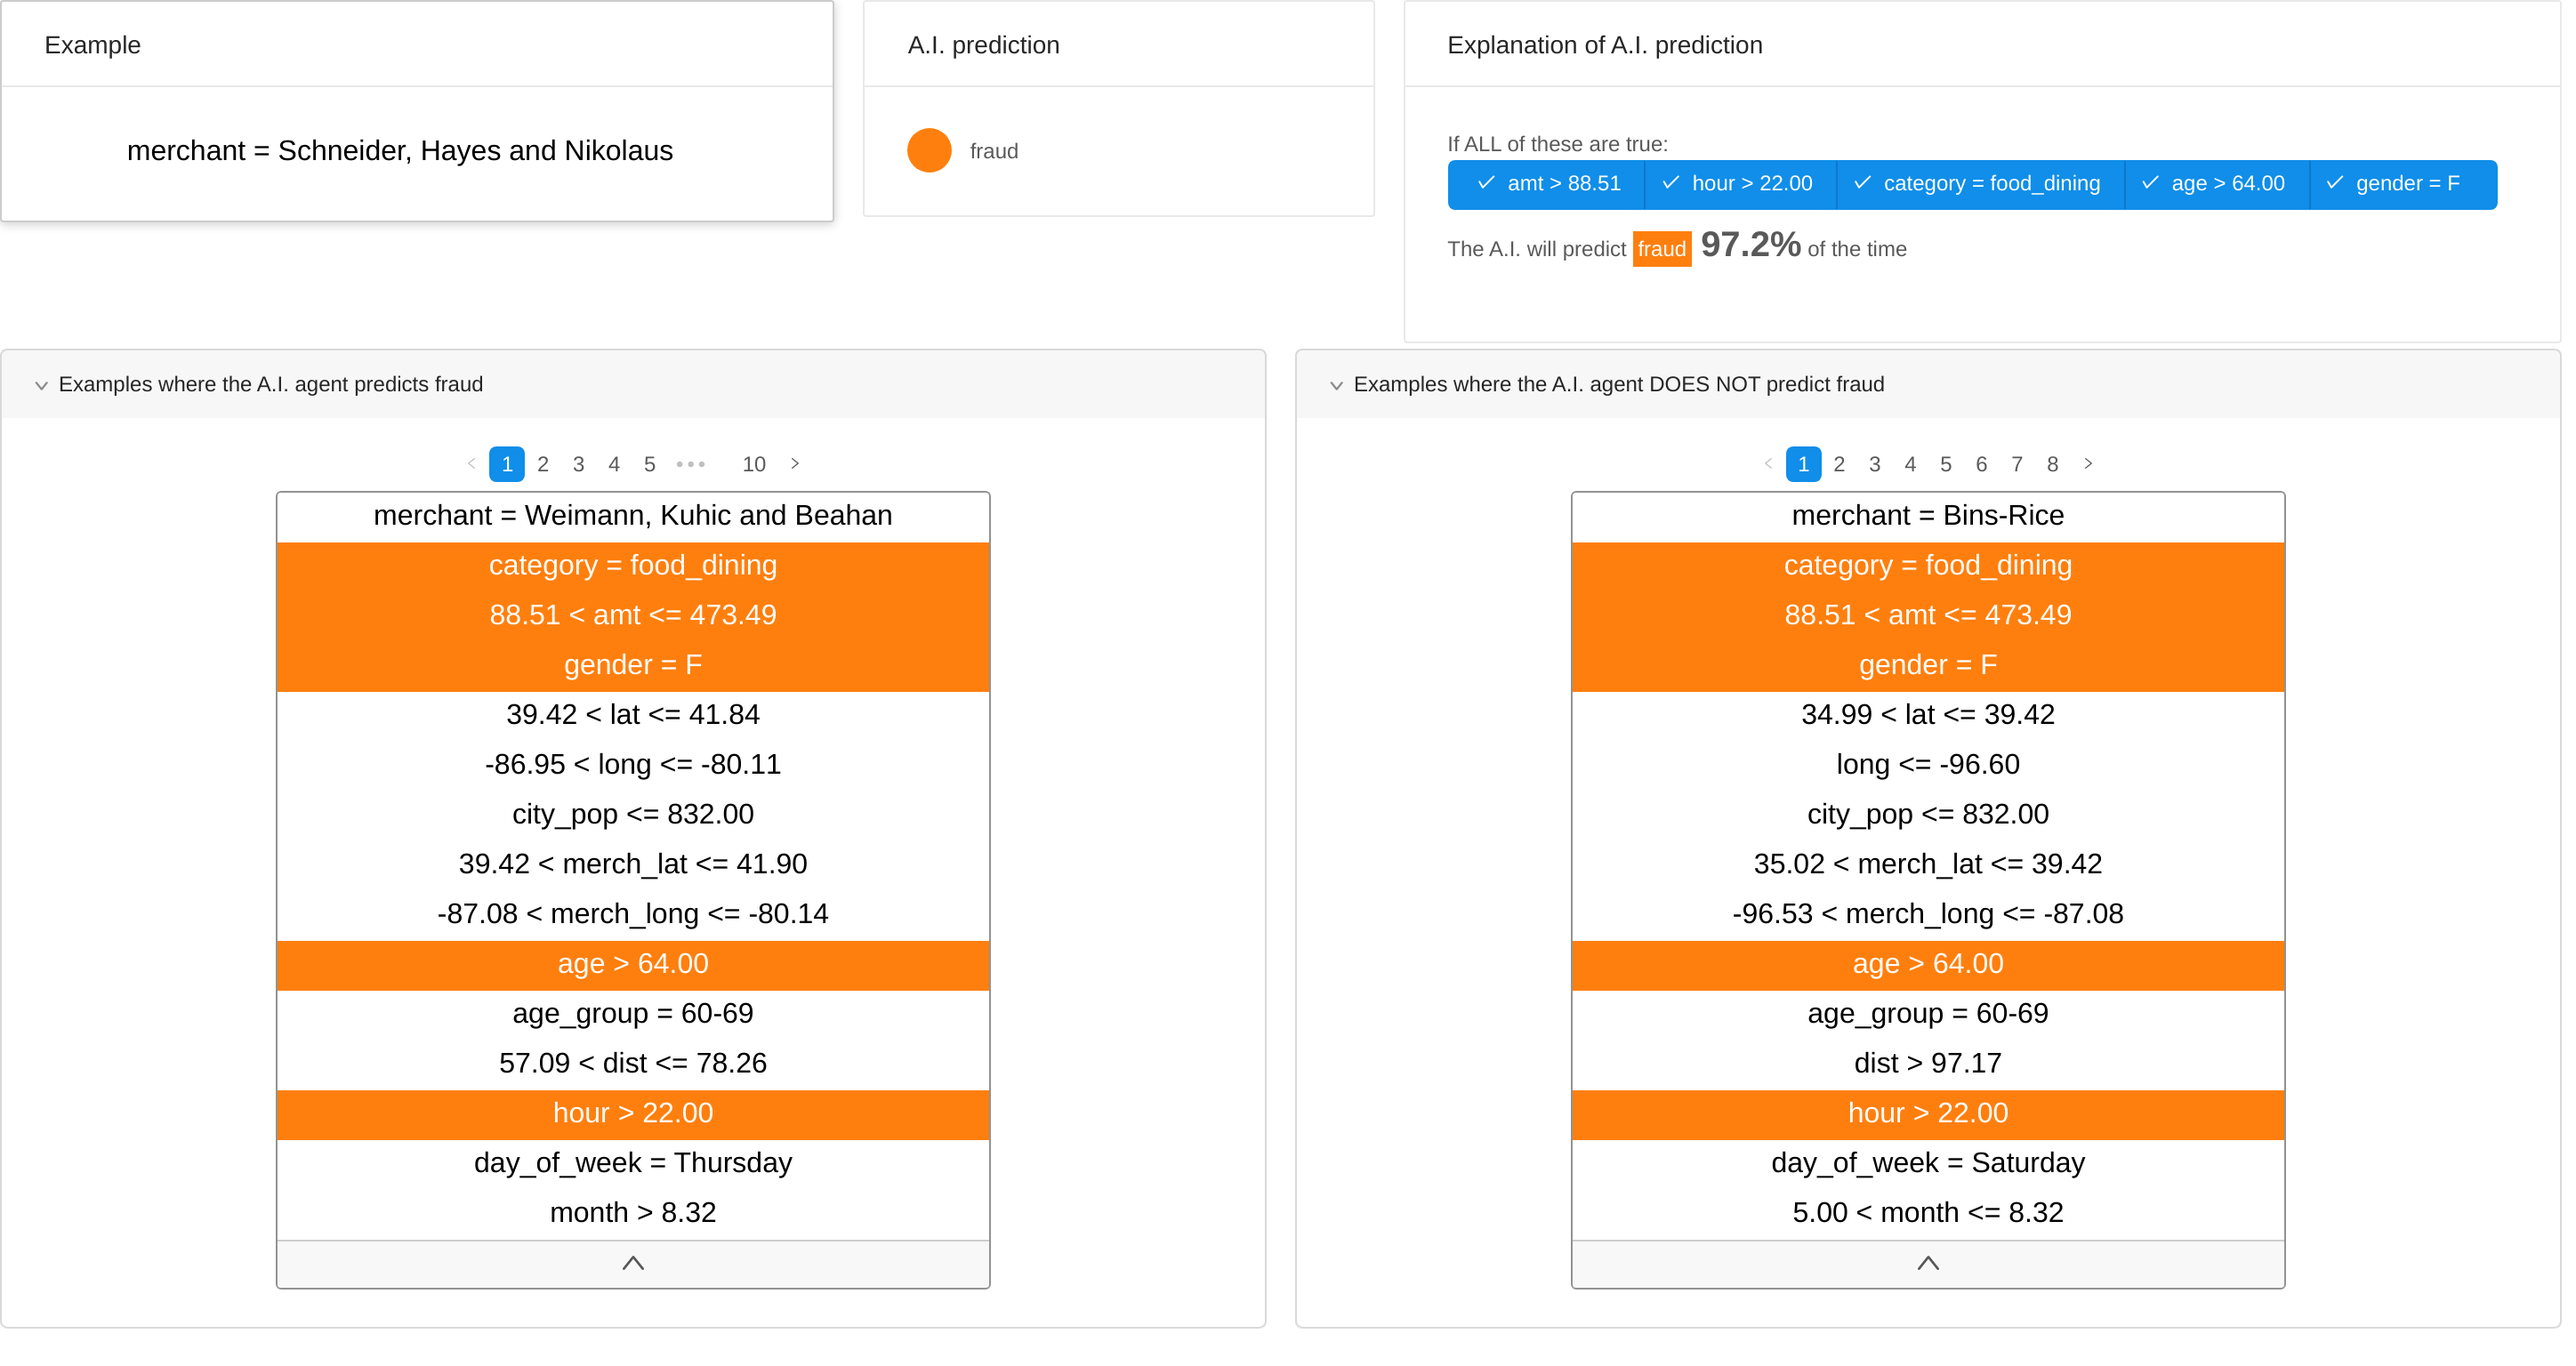 Example
merchant = Schneider, Hayes and Nikolaus
A.I. prediction
fraud
Explanation of A.I. prediction
If ALL of these are true:
✓ amt > 88.51 ✓ hour > 22.00 ✓ category = food_dining ✓ age > 64.00 ✓ gender = F
The A.I. will predict fraud 97.2% of the time
Examples where the A.I. agent predicts fraud
< 1 2 3 4 5 ••• 10 >
merchant = Weimann, Kuhic and Beahan
category = food_dining
88.51 < amt <= 473.49
gender = F
39.42 < lat <= 41.84
-86.95 < long <= -80.11
city_pop <= 832.00
39.42 < merch_lat <= 41.90
-87.08 < merch_long <= -80.14
age > 64.00
age_group = 60-69
57.09 < dist <= 78.26
hour > 22.00
day_of_week = Thursday
month > 8.32
Examples where the A.I. agent DOES NOT predict fraud
< 1 2 3 4 5 6 7 8 >
merchant = Bins-Rice
category = food_dining
88.51 < amt <= 473.49
gender = F
34.99 < lat <= 39.42
long <= -96.60
city_pop <= 832.00
35.02 < merch_lat <= 39.42
-96.53 < merch_long <= -87.08
age > 64.00
age_group = 60-69
dist > 97.17
hour > 22.00
day_of_week = Saturday
5.00 < month <= 8.32